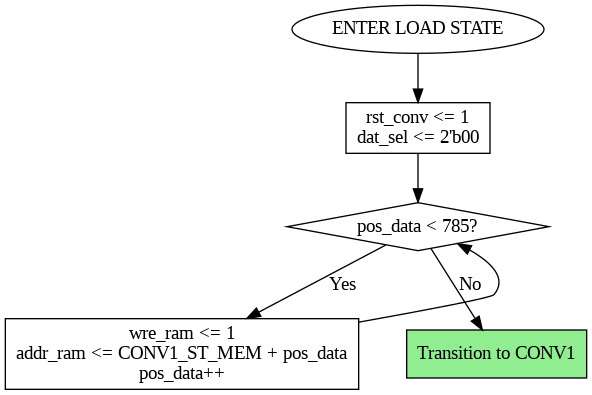 ENTER LOAD STATE
rst_conv <= 1
dat_sel <= 2'b00
pos_data < 785?
Yes
No
wre_ram <= 1
addr_ram <= CONV1_ST_MEM + pos_data
pos_data++
Transition to CONV1